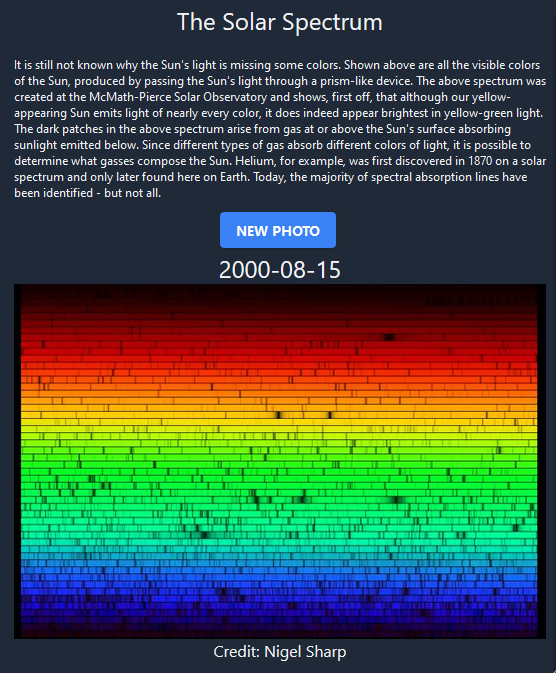 The Solar Spectrum
It is still not known why the Sun's light is missing some colors. Shown above are all the visible colors
of the Sun, produced by passing the Sun's light through a prism-like device. The above spectrum was
created at the McMath-Pierce Solar Observatory and shows, first off, that although our yellow-
appearing Sun emits light of nearly every color, it does indeed appear brightest in yellow-green light.
The dark patches in the above spectrum arise from gas at or above the Sun's surface absorbing
sunlight emitted below. Since different types of gas absorb different colors of light, it is possible to
determine what gasses compose the Sun. Helium, for example, was first discovered in 1870 on a solar
spectrum and only later found here on Earth. Today, the majority of spectral absorption lines have
been identified - but not all.
NEW PHOTO
2000-08-15
Credit: Nigel Sharp